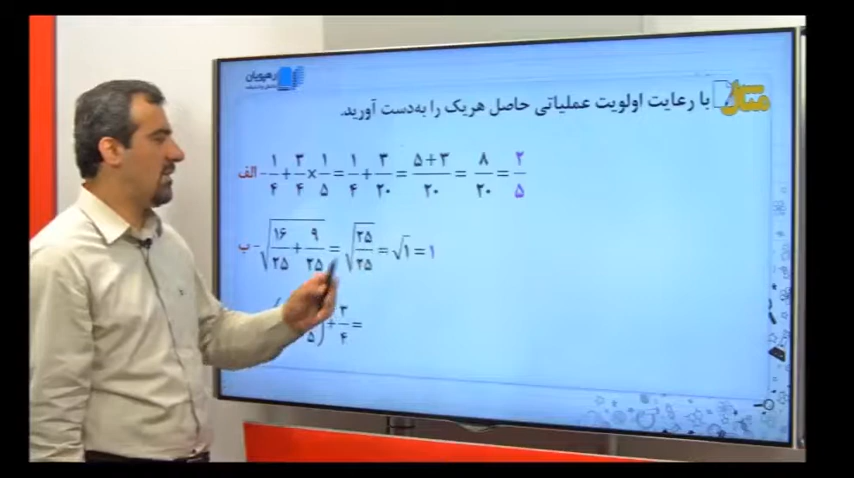 رهپویان
مثال
با رعایت اولویت عملیاتی حاصل هریک را به‌دست آورید.
الف - ۱/۴ + ۳/۴ × ۱/۵ = ۱/۴ + ۳/۲۰ = ۵+۳/۲۰ = ۸/۲۰ = ۲/۵
ب - √(۱۶/۲۵ + ۹/۲۵) = √(۲۵/۲۵) = √۱ = ۱
۵) + ۳/۴ =